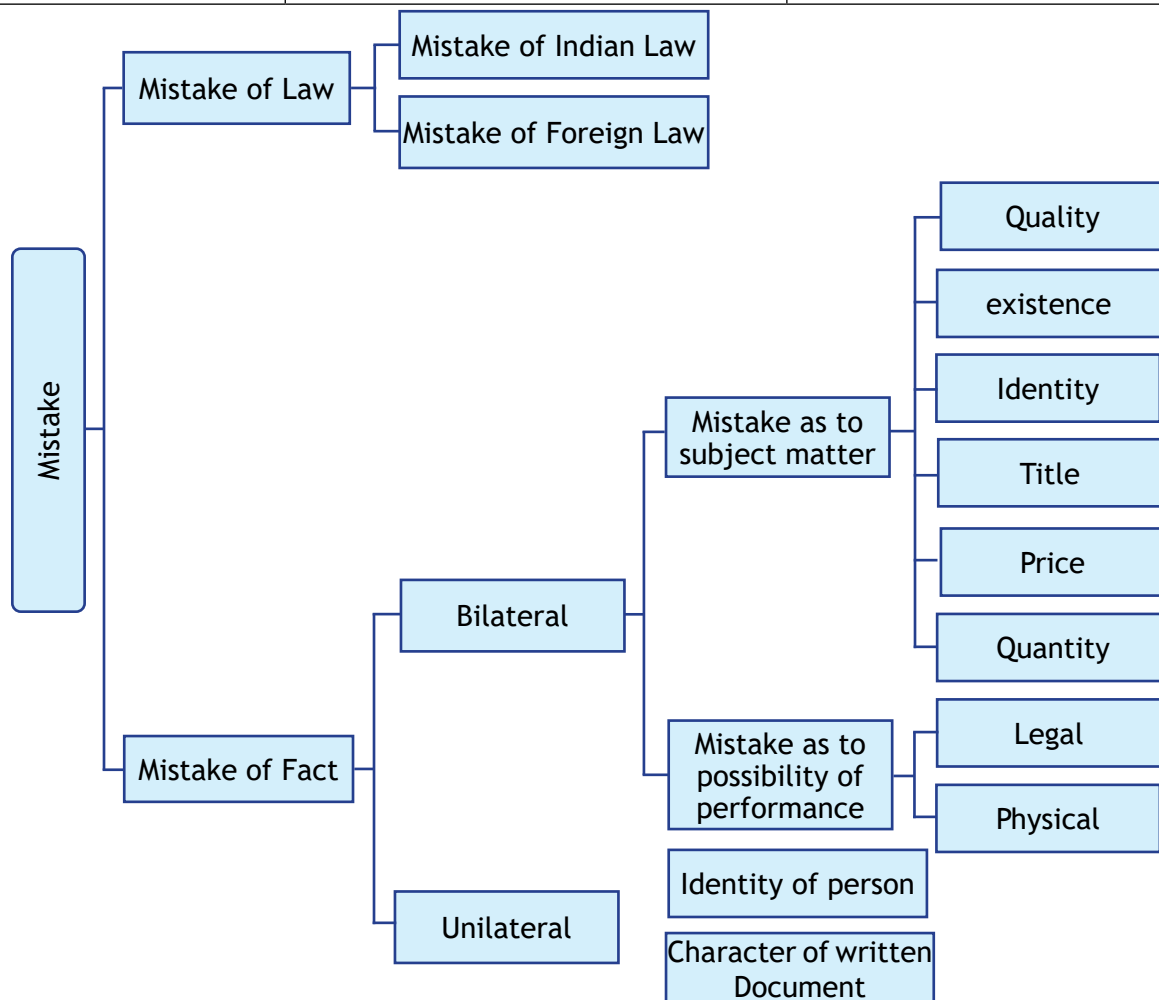 Mistake
Mistake of Law
Mistake of Indian Law
Mistake of Foreign Law
Mistake of Fact
Bilateral
Mistake as to
subject matter
Quality
existence
Identity
Title
Price
Quantity
Mistake as to
possibility of
performance
Legal
Physical
Unilateral
Identity of person
Character of written
Document